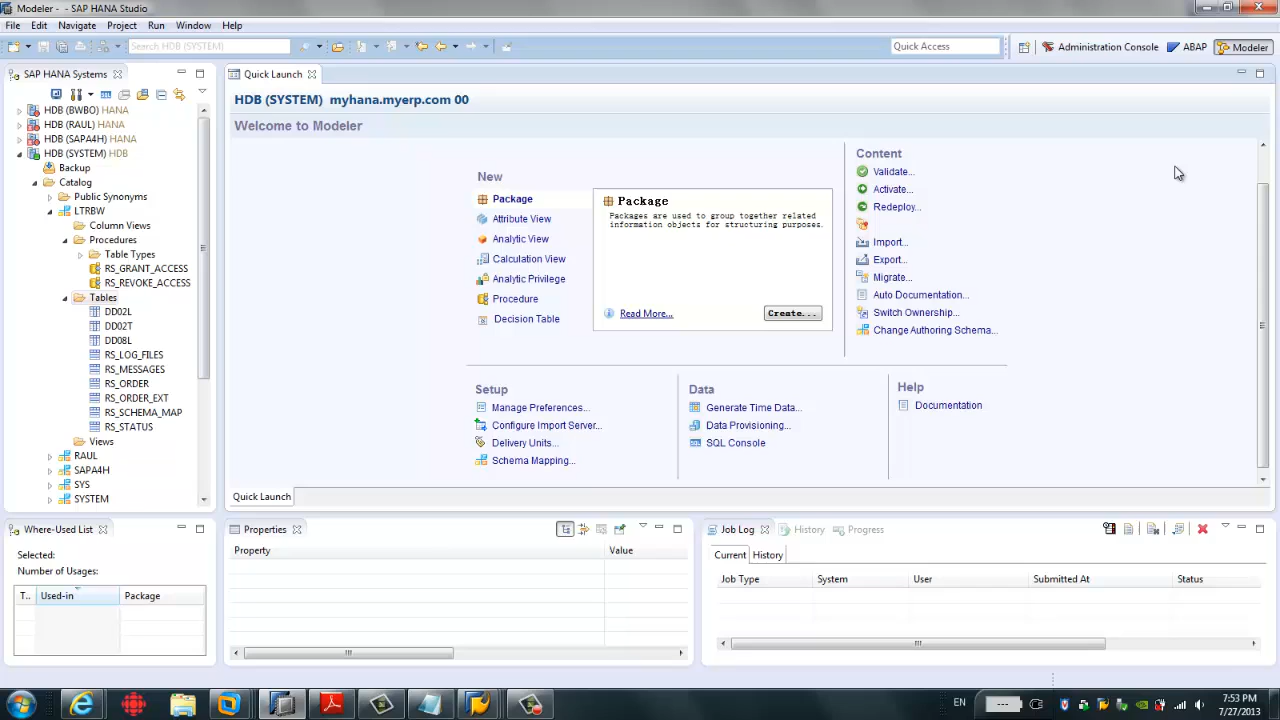 Modeler - SAP HANA Studio
File Edit Navigate Project Run Window Help
Search HDB (SYSTEM)
Quick Access
Administration Console
ABAP
Modeler
SAP HANA Systems
HDB (BWBO) HANA
HDB (RAUL) HANA
HDB (SAPA4H) HANA
HDB (SYSTEM) HDB
Backup
Catalog
Public Synonyms
LTRBW
Column Views
Procedures
Table Types
RS_GRANT_ACCESS
RS_REVOKE_ACCESS
Tables
DD02L
DD02T
DD08L
RS_LOG_FILES
RS_MESSAGES
RS_ORDER
RS_ORDER_EXT
RS_SCHEMA_MAP
RS_STATUS
Views
RAUL
SAPA4H
SYS
SYSTEM
Quick Launch
HDB (SYSTEM) myhana.myerp.com 00
Welcome to Modeler
New
Package
Attribute View
Analytic View
Calculation View
Analytic Privilege
Procedure
Decision Table
Package
Packages are used to group together related
information objects for structuring purposes.
Read More...
Create...
Content
Validate...
Activate...
Redeploy...
Import...
Export...
Migrate...
Auto Documentation...
Switch Ownership...
Change Authoring Schema...
Setup
Manage Preferences...
Configure Import Server...
Delivery Units...
Schema Mapping...
Data
Generate Time Data...
Data Provisioning...
SQL Console
Help
Documentation
Quick Launch
Where-Used List
Selected:
Number of Usages:
T.. Used-in Package
Properties
Property Value
Job Log History Progress
Current History
Job Type System User Submitted At Status
EN
7:53 PM
7/27/2013